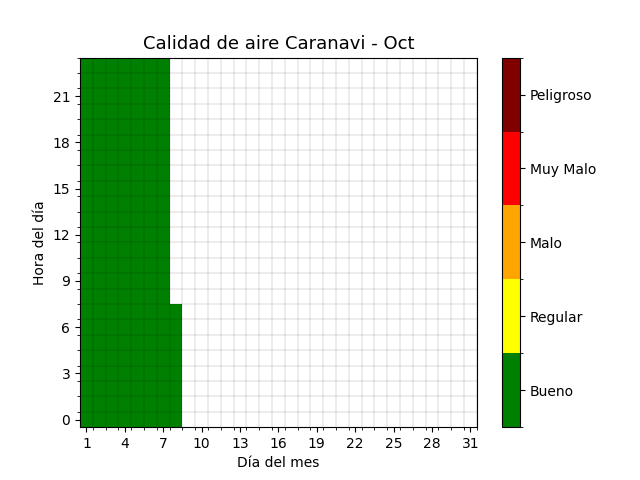 Calidad de aire Caranavi - Oct
Hora del día
21
18
15
12
9
6
3
0
1 4 7 10 13 16 19 22 25 28 31
Día del mes
Peligroso
Muy Malo
Malo
Regular
Bueno